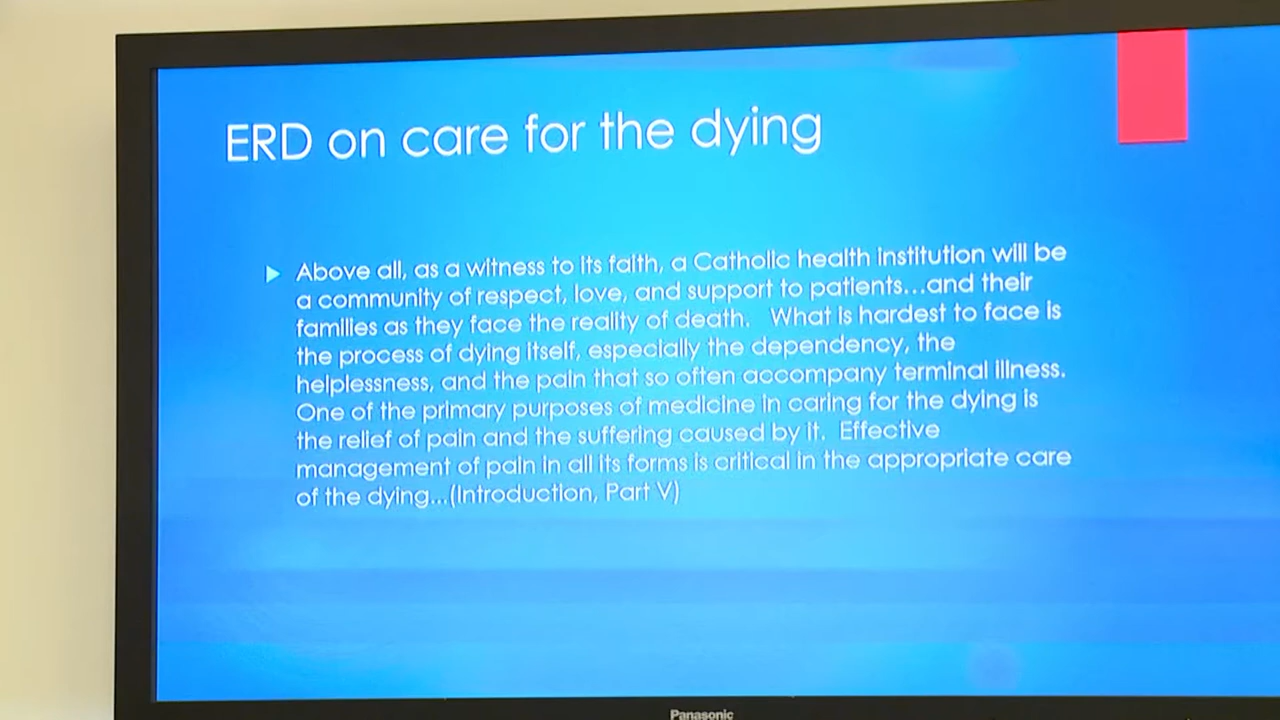 ERD on care for the dying
Above all, as a witness to its faith, a Catholic health institution will be
a community of respect, love, and support to patients...and their
families as they face the reality of death.   What is hardest to face is
the process of dying itself, especially the dependency, the
helplessness, and the pain that so often accompany terminal illness.
One of the primary purposes of medicine in caring for the dying is
the relief of pain and the suffering caused by it.  Effective
management of pain in all its forms is critical in the appropriate care
of the dying...(Introduction, Part V)
Panasonic